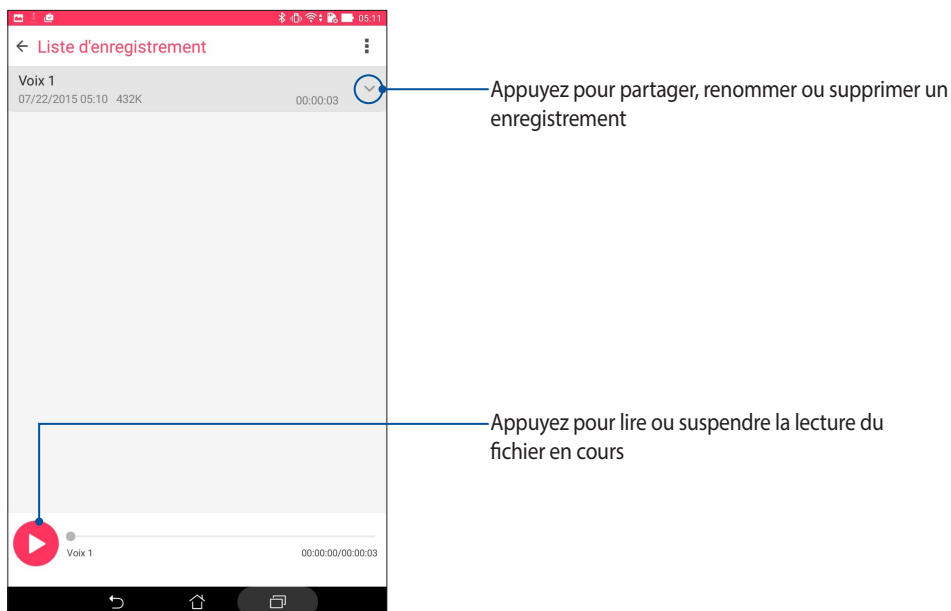 05:11
Liste d'enregistrement
Voix 1
07/22/2015 05:10 432K 00:00:03
Appuyez pour partager, renommer ou supprimer un
enregistrement
Appuyez pour lire ou suspendre la lecture du
fichier en cours
Voix 1 00:00:00/00:00:03